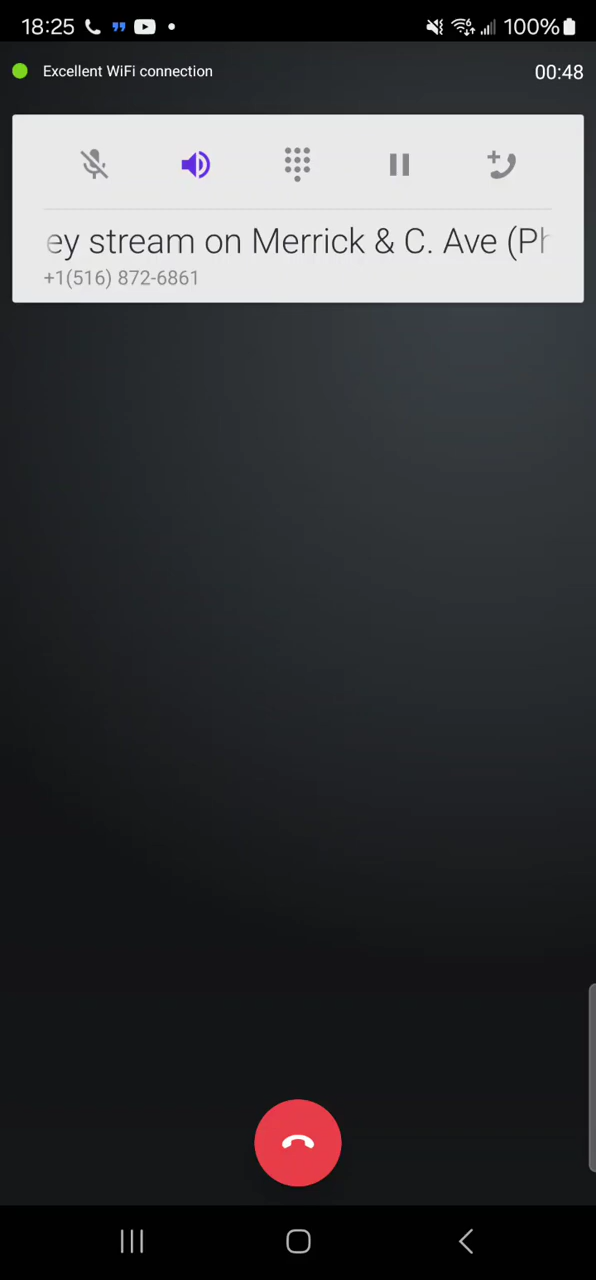 18:25
100%
Excellent WiFi connection
00:48
ey stream on Merrick & C. Ave (Ph
+1(516) 872-6861